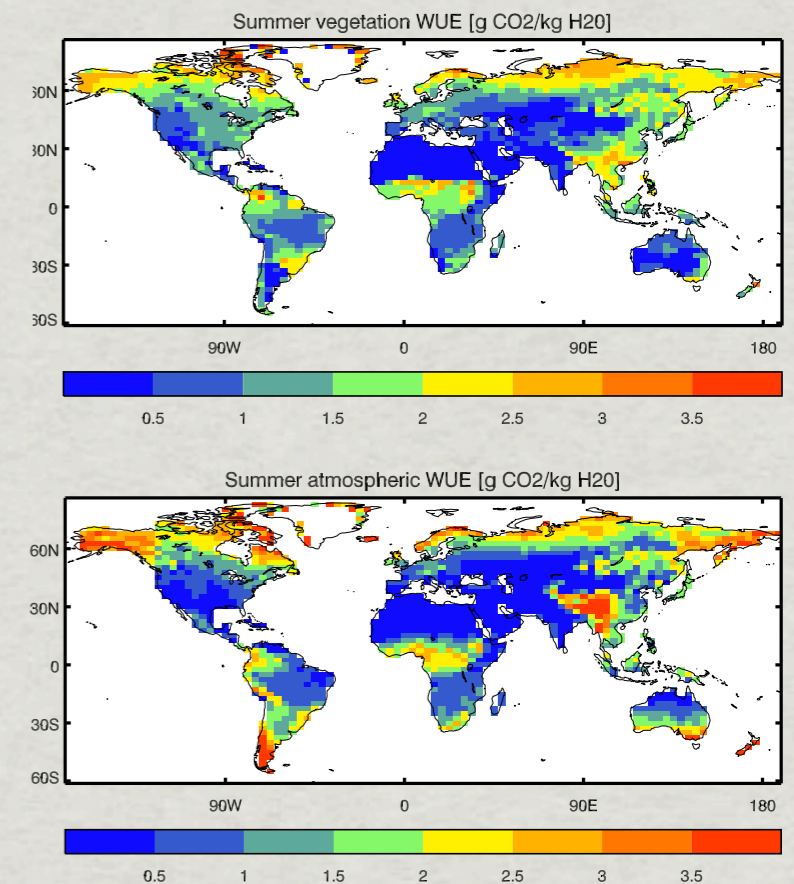 Summer vegetation WUE [g CO2/kg H20]
60N
30N
0
30S
60S
90W 0 90E 180
0.5 1 1.5 2 2.5 3 3.5
Summer atmospheric WUE [g CO2/kg H20]
60N
30N
0
30S
60S
90W 0 90E 180
0.5 1 1.5 2 2.5 3 3.5